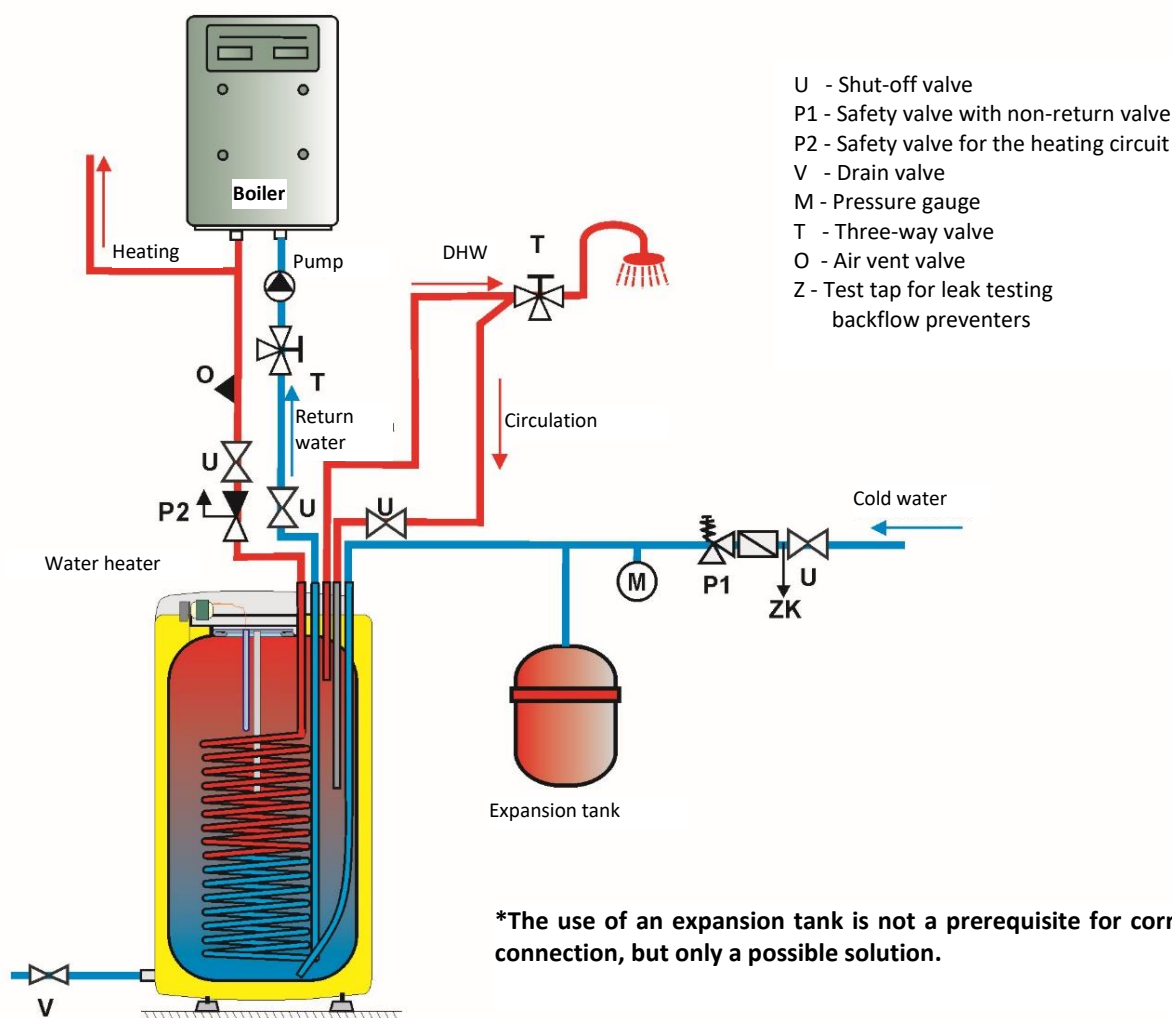 Boiler
U - Shut-off valve
P1 - Safety valve with non-return valve
P2 - Safety valve for the heating circuit
V - Drain valve
M - Pressure gauge
T - Three-way valve
O - Air vent valve
Z - Test tap for leak testing
backflow preventers
Heating
Pump
DHW
T
O
T
Return
water
Circulation
U
P2
U
U
Cold water
Water heater
M
P1
U
ZK
Expansion tank
*The use of an expansion tank is not a prerequisite for corr
connection, but only a possible solution.
V